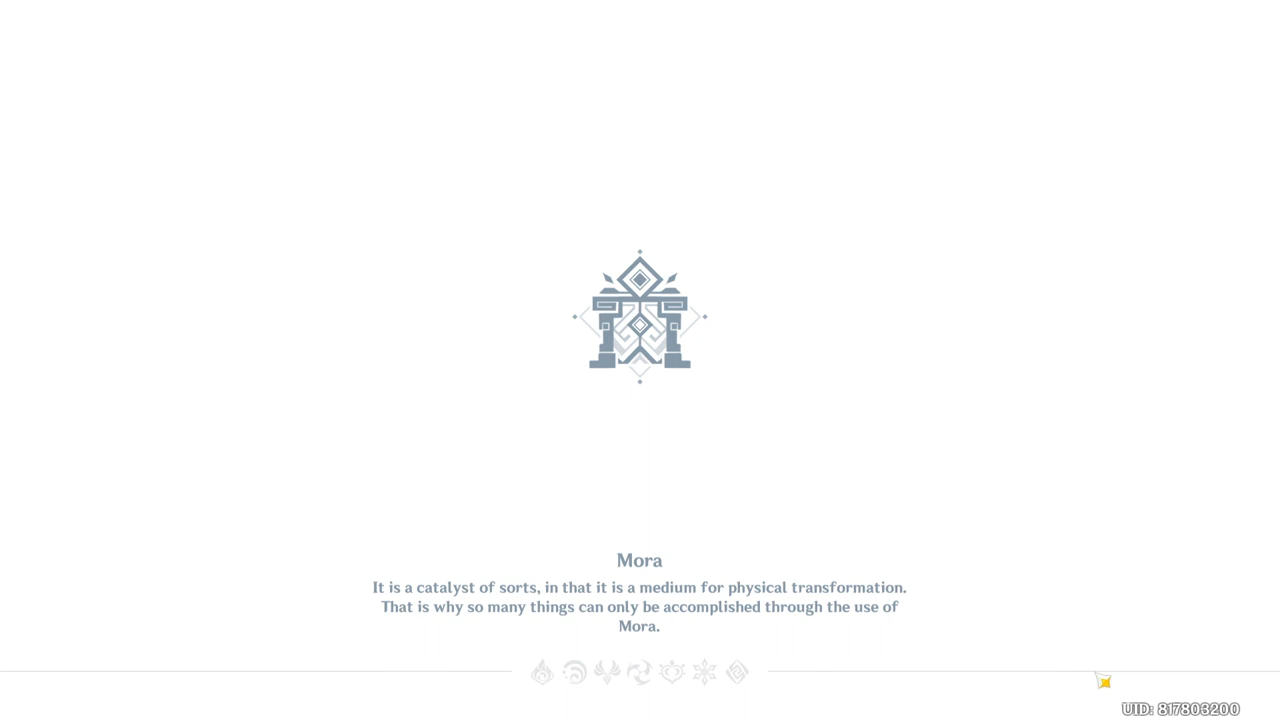 Mora
It is a catalyst of sorts, in that it is a medium for physical transformation.
That is why so many things can only be accomplished through the use of
Mora.
UID: 817803200